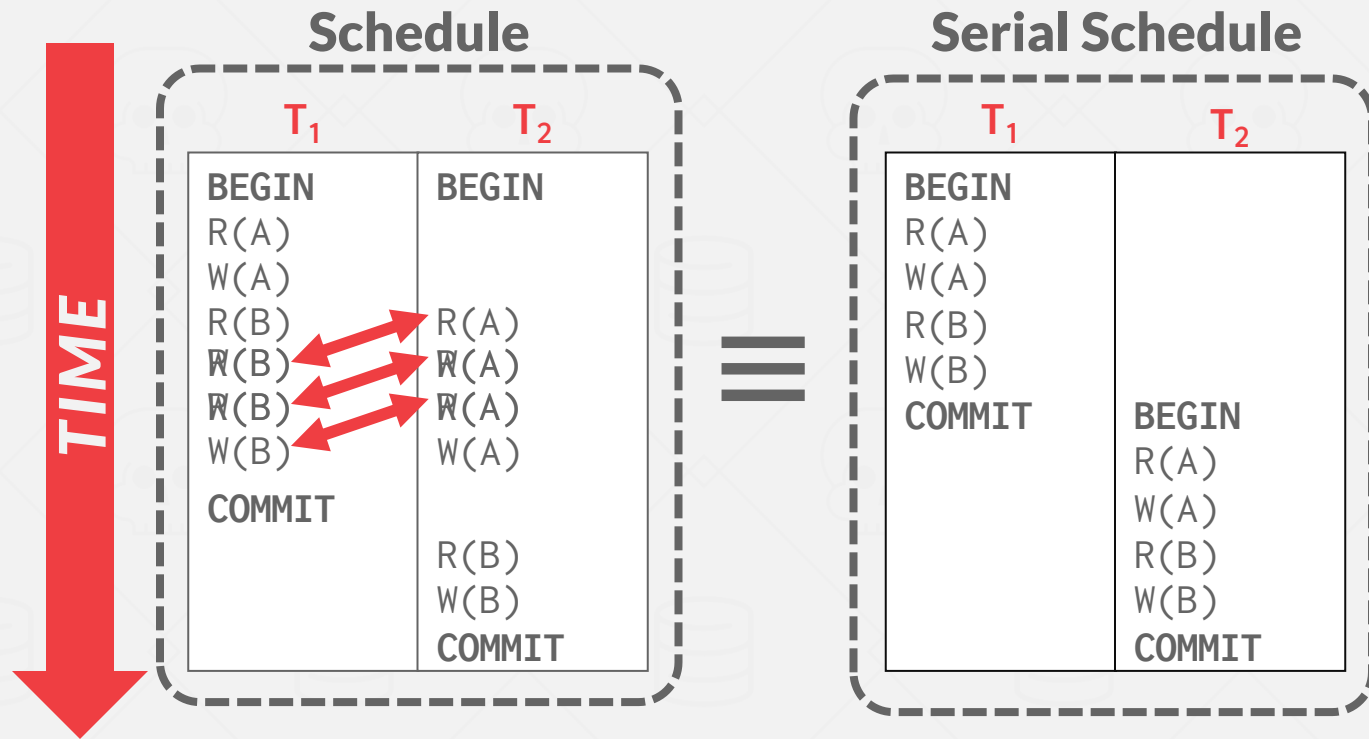 Schedule
TIME
T₁
BEGIN
R(A)
W(A)
R(B)
W(B)
W(B)
W(B)
COMMIT
T₂
BEGIN
R(A)
W(A)
W(A)
W(A)
R(B)
W(B)
COMMIT
≡
Serial Schedule
T₁
BEGIN
R(A)
W(A)
R(B)
W(B)
COMMIT
T₂
BEGIN
R(A)
W(A)
R(B)
W(B)
COMMIT